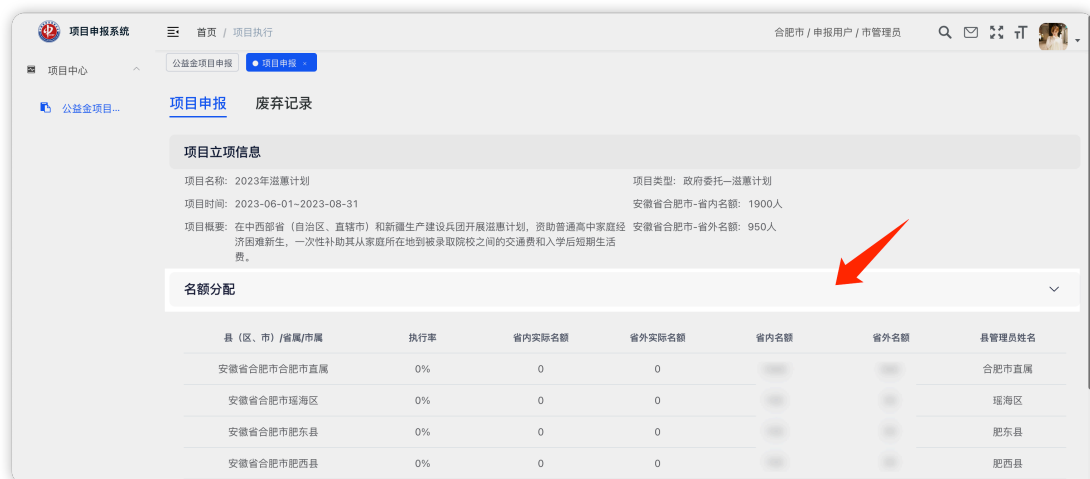 项目申报系统
首页 / 项目执行
合肥市 / 申报用户 / 市管理员
项目中心
公益金项目申报
项目申报 ×
公益金项目...
项目申报 废弃记录
项目立项信息
项目名称: 2023年滋蕙计划
项目类型: 政府委托—滋蕙计划
项目时间: 2023-06-01~2023-08-31
安徽省合肥市-省内名额: 1900人
项目概要: 在中西部省（自治区、直辖市）和新疆生产建设兵团开展滋蕙计划，资助普通高中家庭经
安徽省合肥市-省外名额: 950人
济困难新生，一次性补助其从家庭所在地到被录取院校之间的交通费和入学后短期生活
费。
名额分配
县（区、市）/省属/市属 执行率 省内实际名额 省外实际名额 省内名额 省外名额 县管理员姓名
安徽省合肥市合肥市直属 0% 0 0 合肥市直属
安徽省合肥市瑶海区 0% 0 0 瑶海区
安徽省合肥市肥东县 0% 0 0 肥东县
安徽省合肥市肥西县 0% 0 0 肥西县